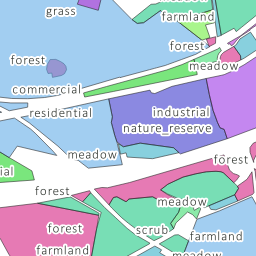 meadow
grass
farmland
forest
forest
meadow
commercial
residential
industrial
nature_reserve
meadow
forest
ial
forest
meadow
forest
scrub
farmland
farmland
meadow